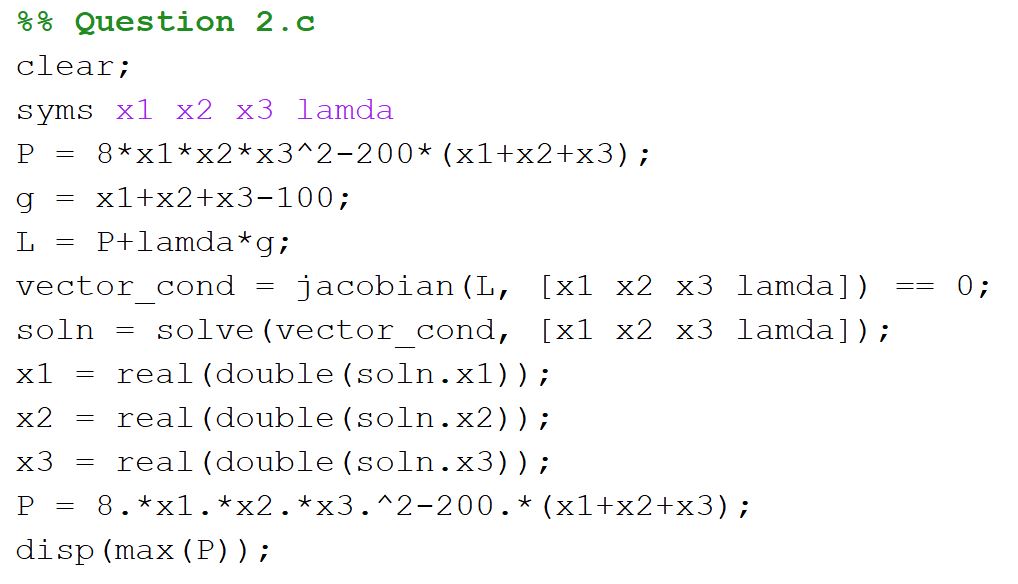 %% Question 2.c
clear;
syms x1 x2 x3 lamda
P = 8*x1*x2*x3^2-200*(x1+x2+x3);
g = x1+x2+x3-100;
L = P+lamda*g;
vector_cond = jacobian(L, [x1 x2 x3 lamda]) == 0;
soln = solve(vector_cond, [x1 x2 x3 lamda]);
x1 = real(double(soln.x1));
x2 = real(double(soln.x2));
x3 = real(double(soln.x3));
P = 8.*x1.*x2.*x3.^2-200.*(x1+x2+x3);
disp(max(P));